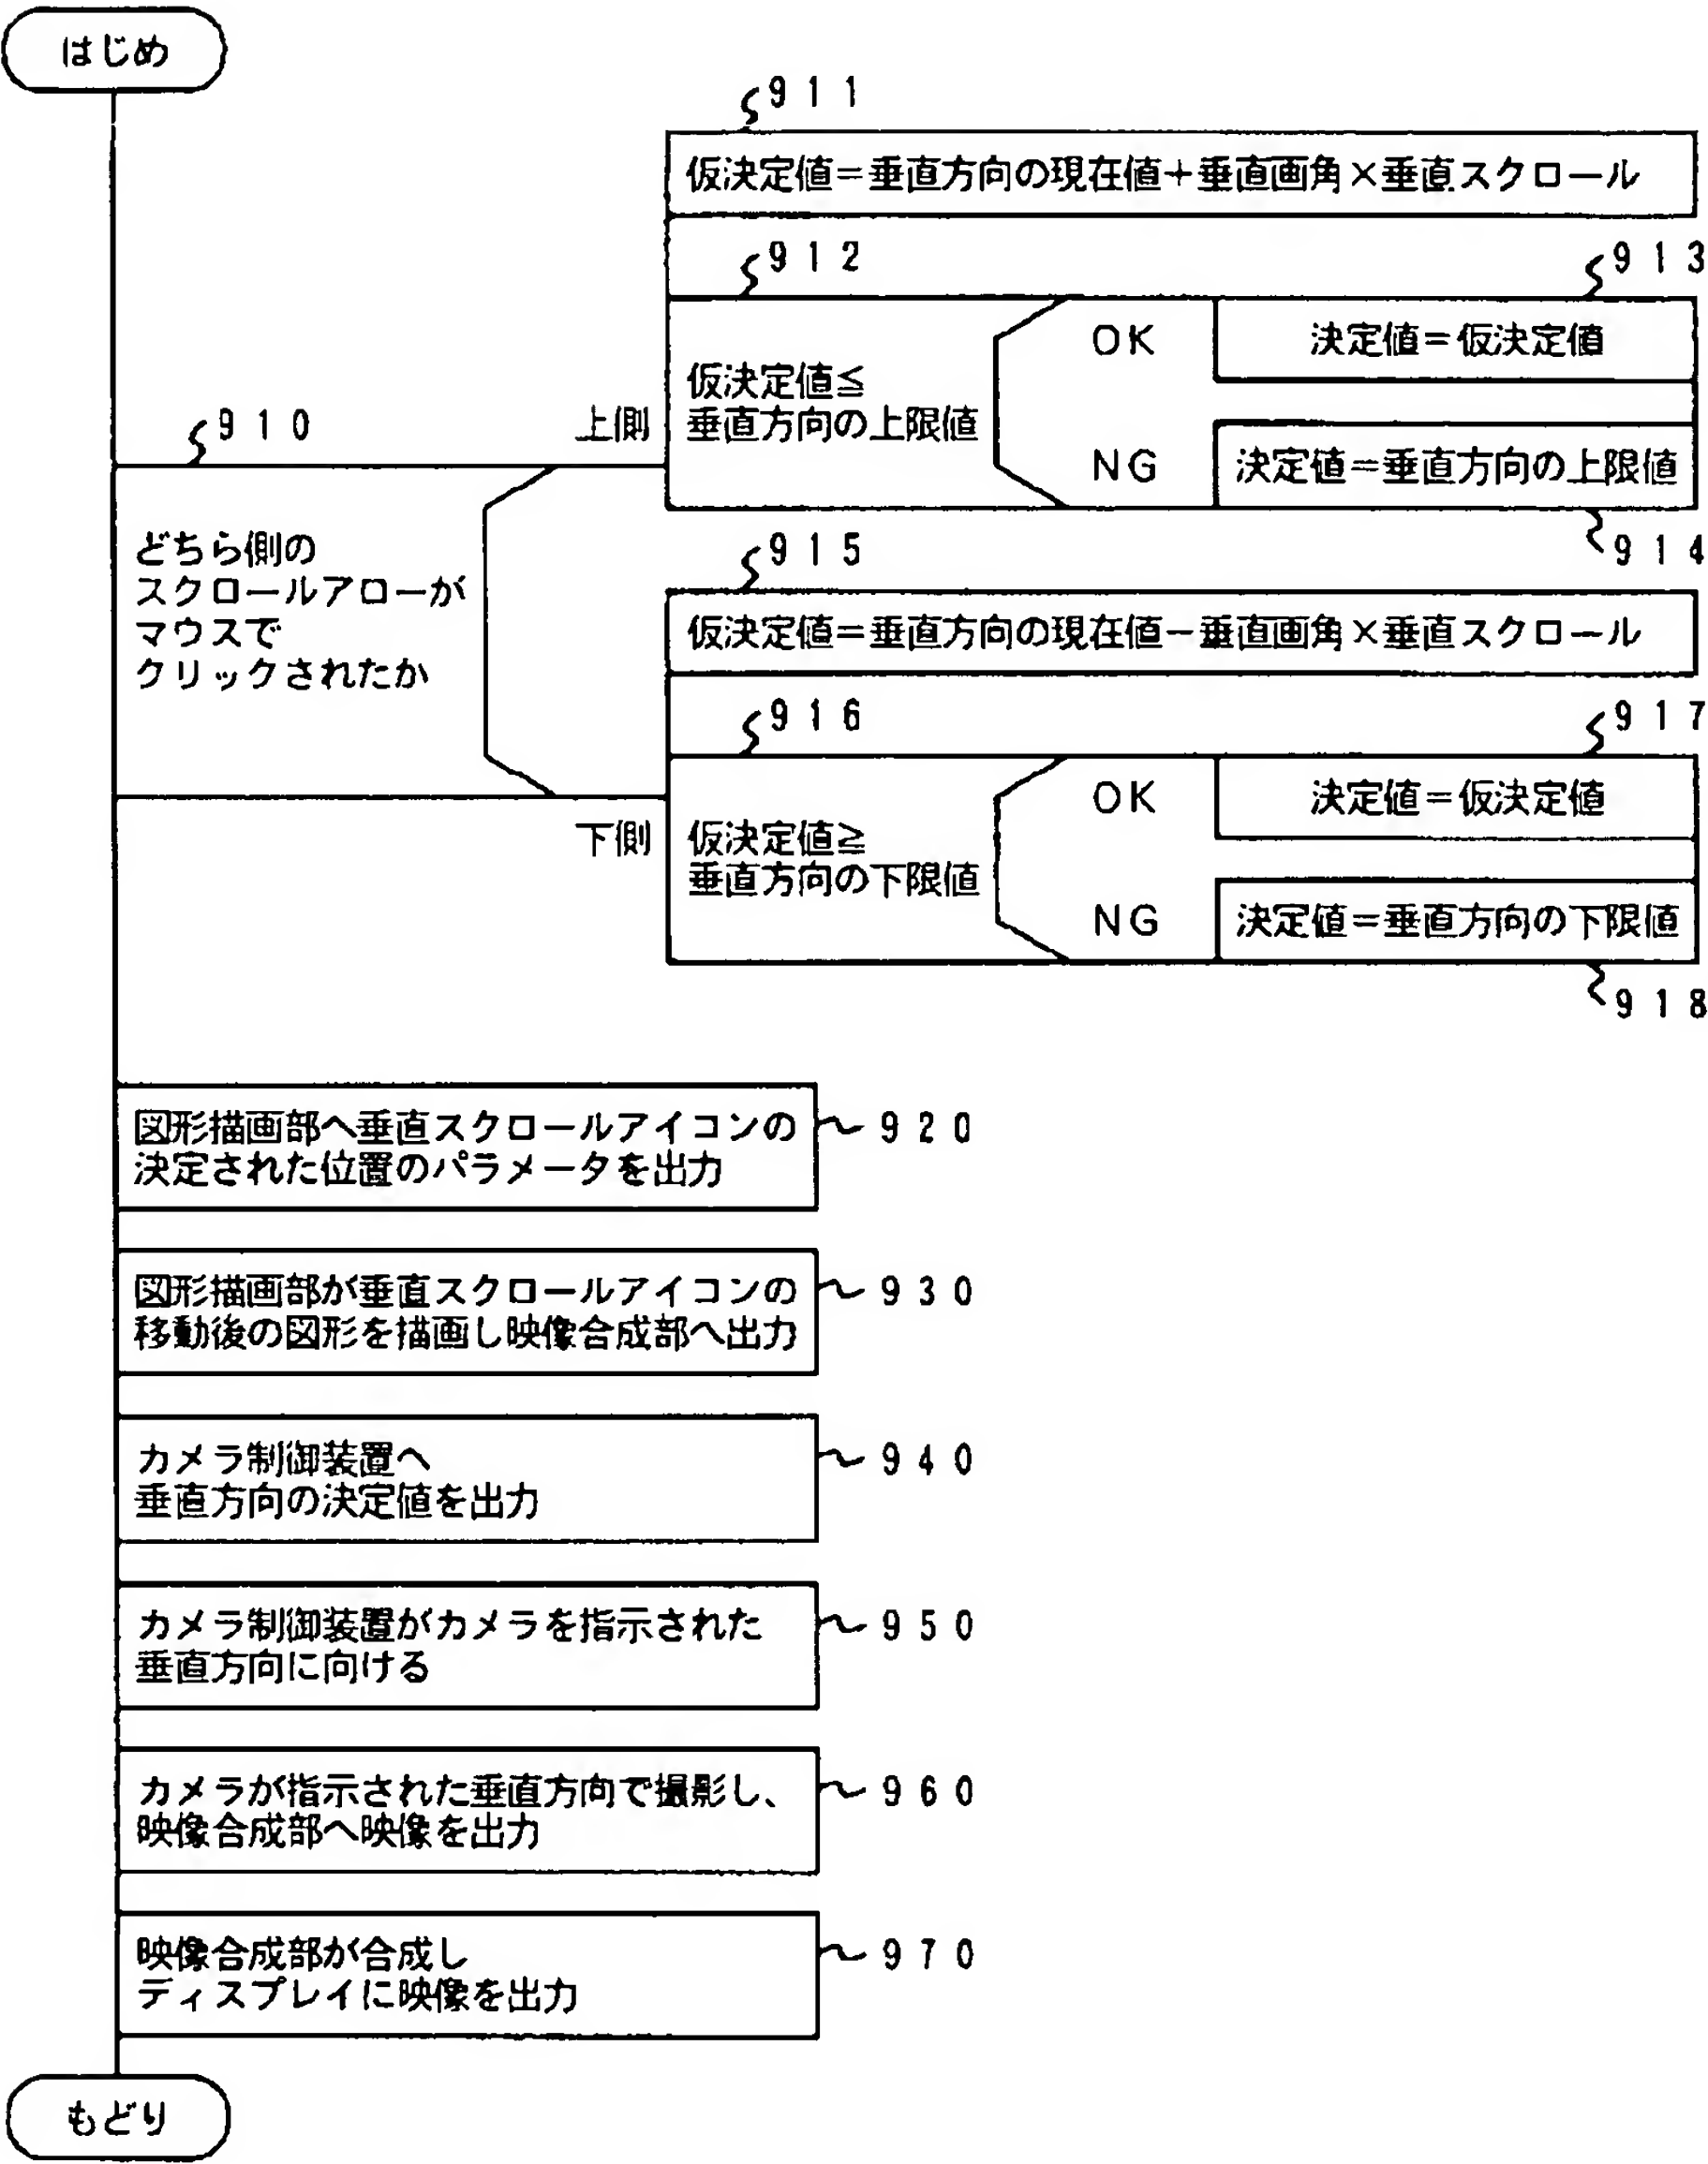 はじめ
911
仮決定値＝垂直方向の現在値＋垂直画角×垂直スクロール
912
913
仮決定値≦
垂直方向の上限値
OK
決定値＝仮決定値
NG
決定値＝垂直方向の上限値
914
910
上側
どちら側の
スクロールアローが
マウスで
クリックされたか
下側
915
仮決定値＝垂直方向の現在値－垂直画角×垂直スクロール
916
917
仮決定値≧
垂直方向の下限値
OK
決定値＝仮決定値
NG
決定値＝垂直方向の下限値
918
図形描画部へ垂直スクロールアイコンの
決定された位置のパラメータを出力
920
図形描画部が垂直スクロールアイコンの
移動後の図形を描画し映像合成部へ出力
930
カメラ制御装置へ
垂直方向の決定値を出力
940
カメラ制御装置がカメラを指示された
垂直方向に向ける
950
カメラが指示された垂直方向で撮影し、
映像合成部へ映像を出力
960
映像合成部が合成し
ディスプレイに映像を出力
970
もどり